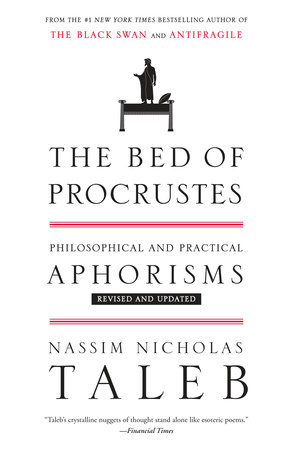 FROM THE #1 NEW YORK TIMES BESTSELLING AUTHOR OF
THE BLACK SWAN AND ANTIFRAGILE
THE BED OF
PROCRUSTES
PHILOSOPHICAL AND PRACTICAL
APHORISMS
REVISED AND UPDATED
NASSIM NICHOLAS
TALEB
"Taleb's crystalline nuggets of thought stand alone like esoteric poems."
—Financial Times